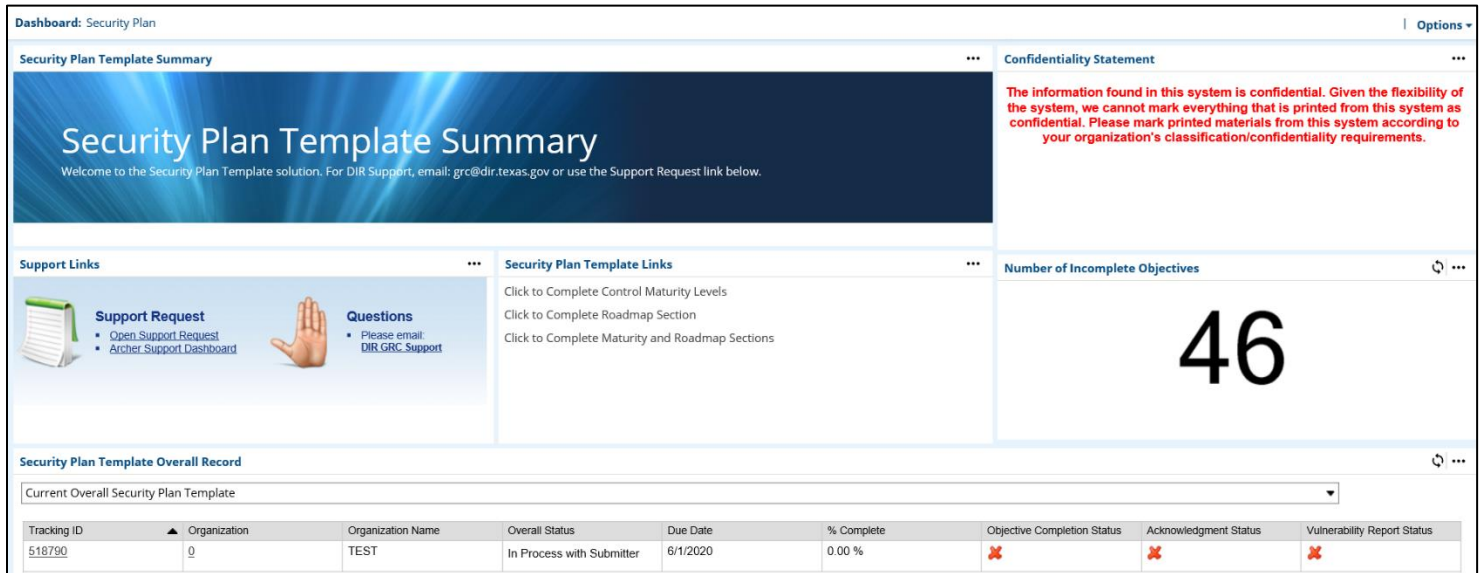 Dashboard: Security Plan
| Options
Security Plan Template Summary
Security Plan Template Summary
Welcome to the Security Plan Template solution. For DIR Support, email: grc@dir.texas.gov or use the Support Request link below.
Confidentiality Statement
The information found in this system is confidential. Given the flexibility of
the system, we cannot mark everything that is printed from this system as
confidential. Please mark printed materials from this system according to
your organization's classification/confidentiality requirements.
Support Links
Support Request
Open Support Request
Archer Support Dashboard
Questions
Please email:
DIR GRC Support
Security Plan Template Links
Click to Complete Control Maturity Levels
Click to Complete Roadmap Section
Click to Complete Maturity and Roadmap Sections
Number of Incomplete Objectives
46
Security Plan Template Overall Record
Current Overall Security Plan Template
Tracking ID Organization Organization Name Overall Status Due Date % Complete Objective Completion Status Acknowledgment Status Vulnerability Report Status
518790 0 TEST In Process with Submitter 6/1/2020 0.00 %